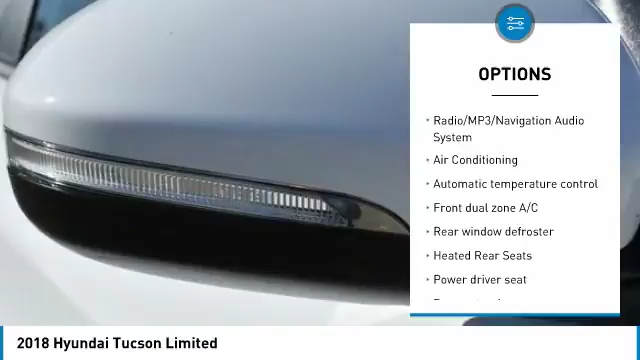 OPTIONS
Radio/MP3/Navigation Audio
System
Air Conditioning
Automatic temperature control
Front dual zone A/C
Rear window defroster
Heated Rear Seats
Power driver seat
2018 Hyundai Tucson Limited